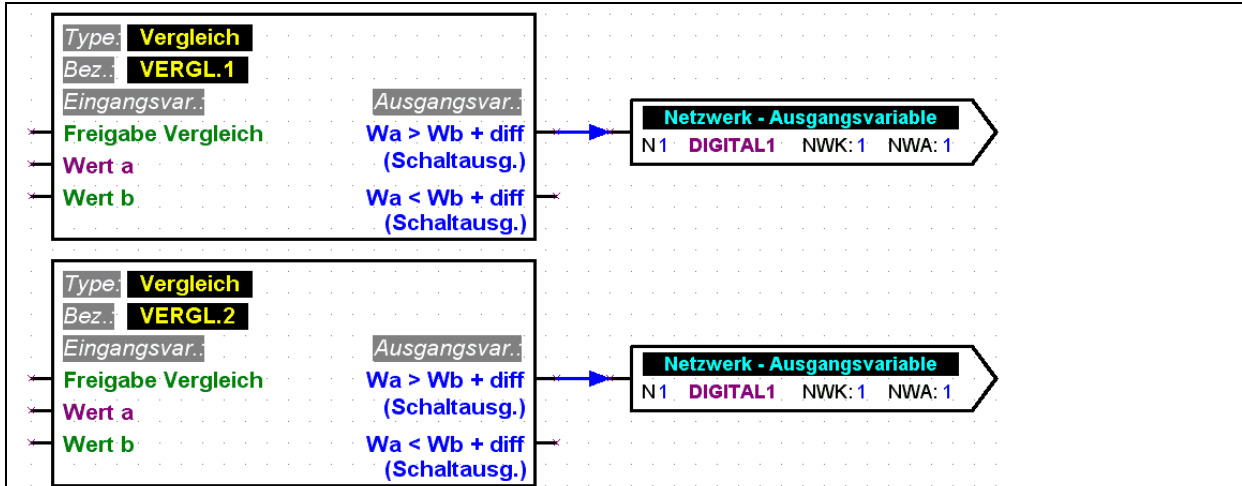 Type: Vergleich
Bez.: VERGL.1
Eingangsvar.: Ausgangsvar.:
Freigabe Vergleich Wa > Wb + diff
Wert a (Schaltausg.)
Wert b Wa < Wb + diff
(Schaltausg.)
Netzwerk - Ausgangsvariable
N1 DIGITAL1 NWK: 1 NWA: 1
Type: Vergleich
Bez.: VERGL.2
Eingangsvar.: Ausgangsvar.:
Freigabe Vergleich Wa > Wb + diff
Wert a (Schaltausg.)
Wert b Wa < Wb + diff
(Schaltausg.)
Netzwerk - Ausgangsvariable
N1 DIGITAL1 NWK: 1 NWA: 1